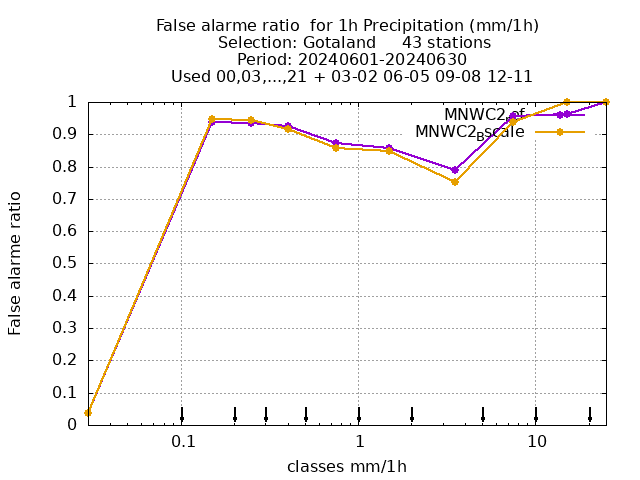 False alarme ratio  for 1h Precipitation (mm/1h)
Selection: Gotaland     43 stations
Period: 20240601-20240630
Used 00,03,...,21 + 03-02 06-05 09-08 12-11
MNWC2
MNWC2_Bscale
1
0.9
0.8
0.7
0.6
0.5
0.4
0.3
0.2
0.1
0
False alarme ratio
0.1
1
10
classes mm/1h